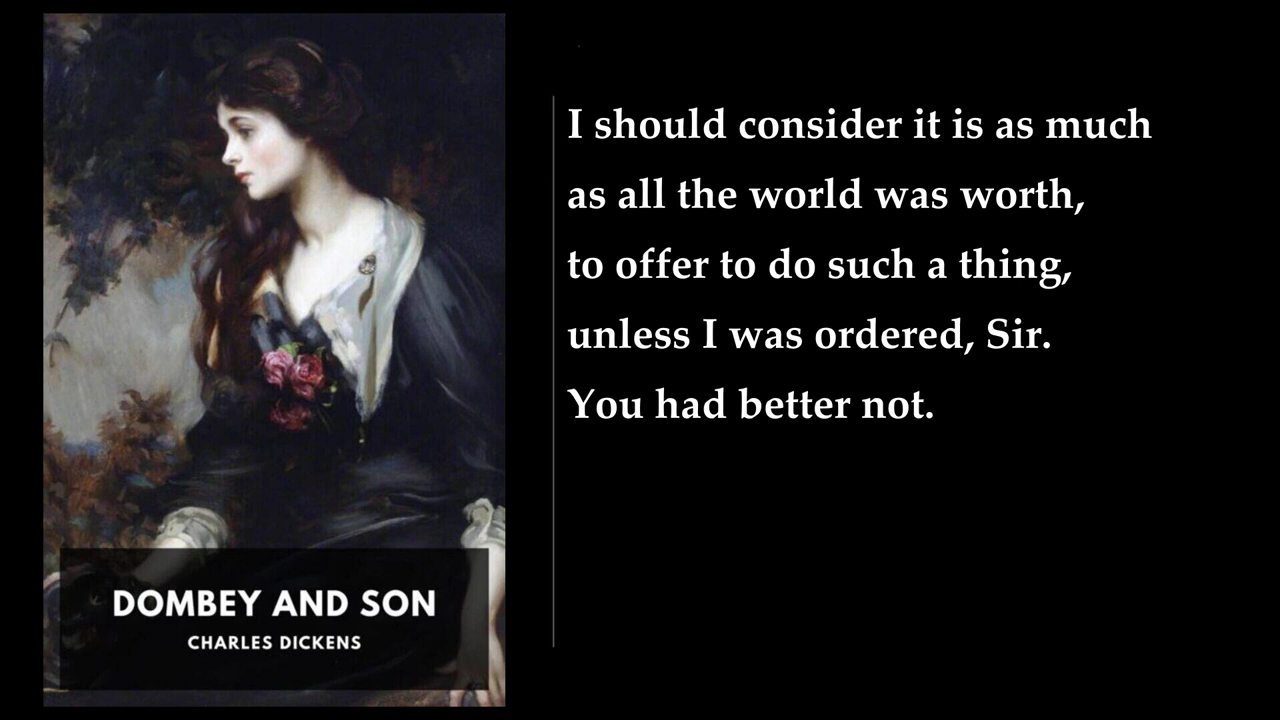 I should consider it is as much
as all the world was worth,
to offer to do such a thing,
unless I was ordered, Sir.
You had better not.
DOMBEY AND SON
CHARLES DICKENS